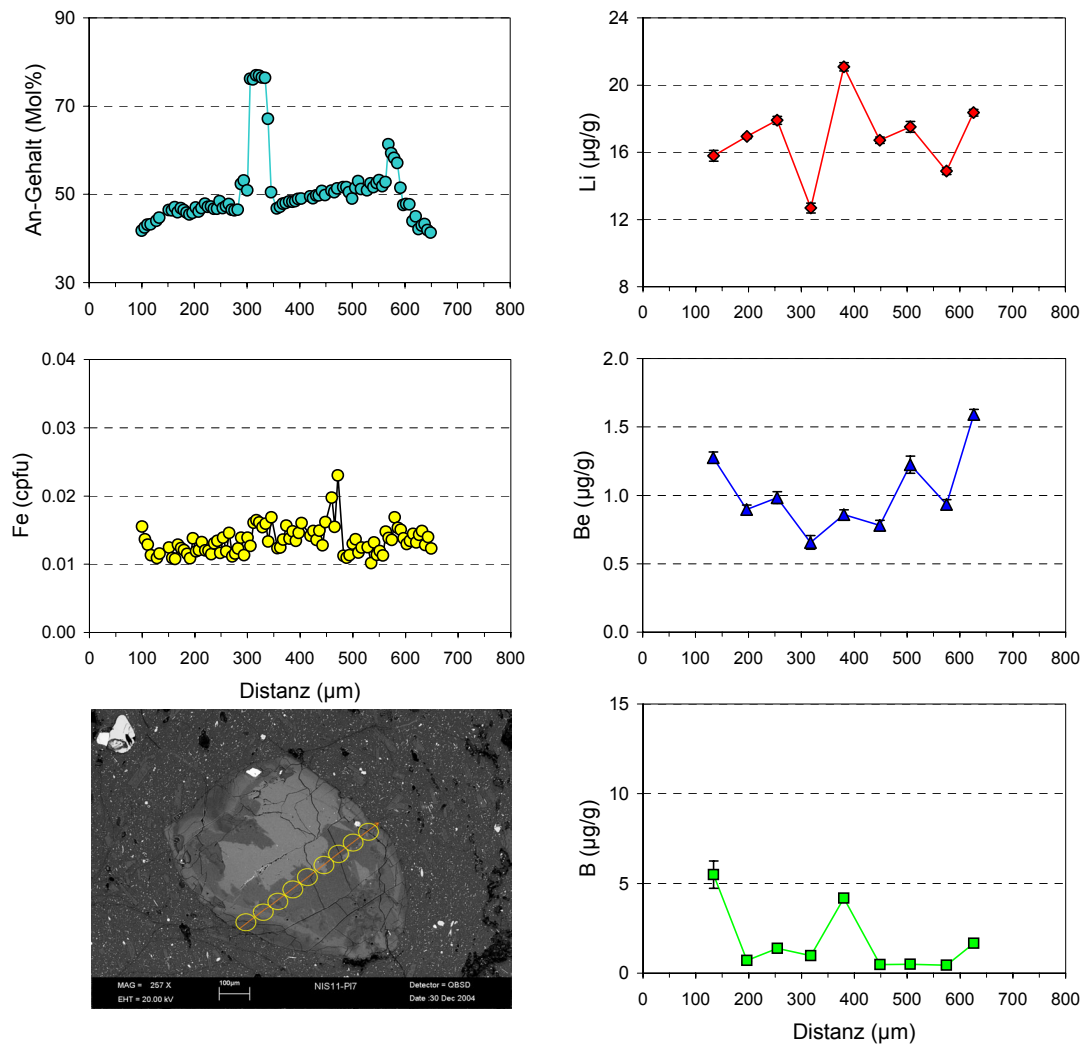 An-Gehalt (Mol%)
90
70
50
30
0 100 200 300 400 500 600 700 800
Li (µg/g)
24
20
16
12
8
0 100 200 300 400 500 600 700 800
Fe (cpfu)
0.04
0.03
0.02
0.01
0.00
0 100 200 300 400 500 600 700 800
Distanz (µm)
Be (µg/g)
2.0
1.5
1.0
0.5
0.0
0 100 200 300 400 500 600 700 800
MAG = 257 X
EHT = 20.00 kV
100µm
NIS11-Pl7
Detector = QBSD
Date :30 Dec 2004
B (µg/g)
15
10
5
0
0 100 200 300 400 500 600 700 800
Distanz (µm)